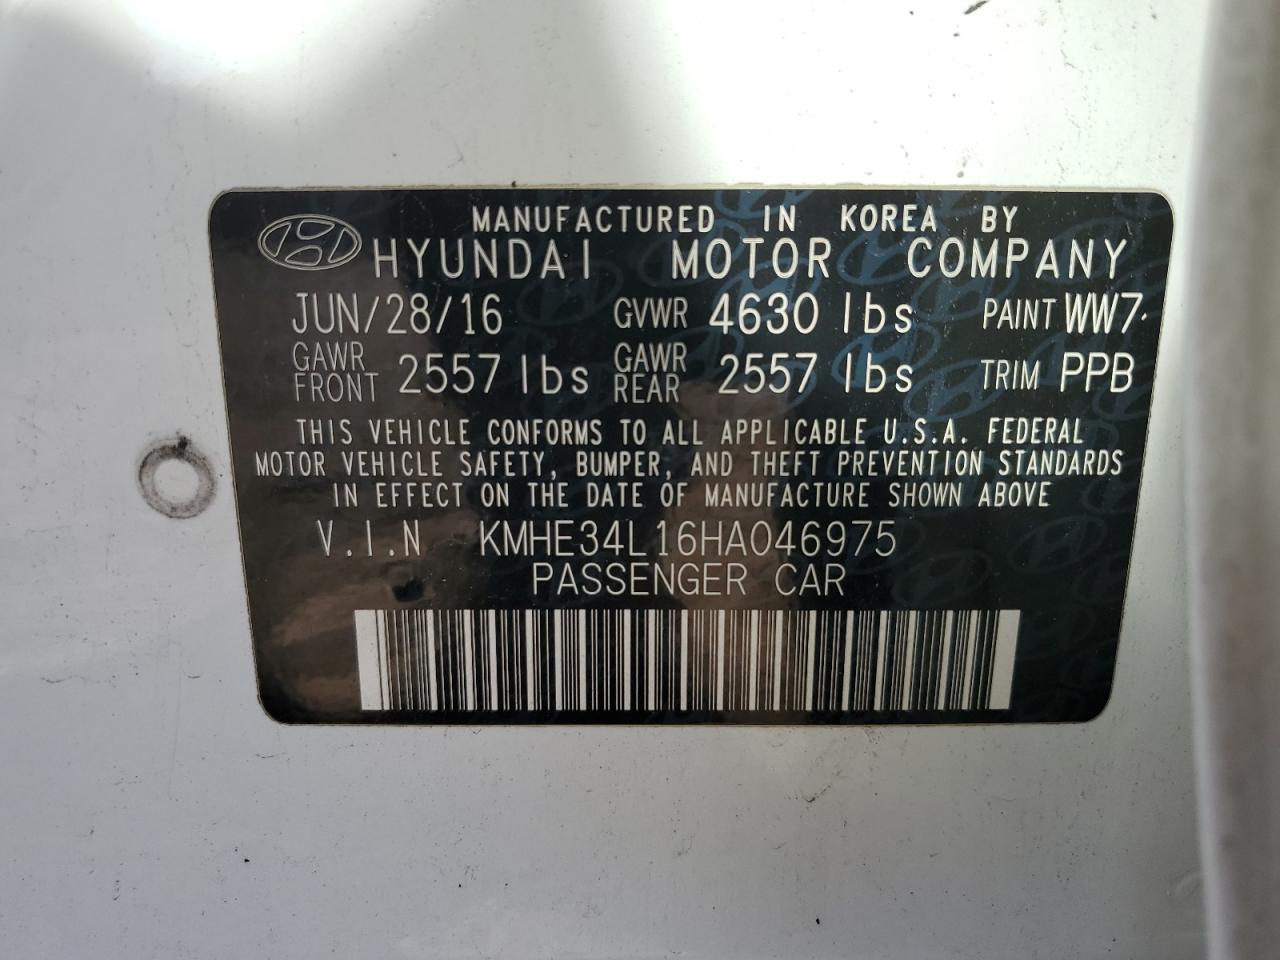 MANUFACTURED IN KOREA BY
HYUNDAI MOTOR COMPANY
JUN/28/16 GVWR 4630 lbs PAINT WW7
GAWR FRONT 2557 lbs GAWR REAR 2557 lbs TRIM PPB
THIS VEHICLE CONFORMS TO ALL APPLICABLE U.S.A. FEDERAL
MOTOR VEHICLE SAFETY, BUMPER, AND THEFT PREVENTION STANDARDS
IN EFFECT ON THE DATE OF MANUFACTURE SHOWN ABOVE
V.I.N KMHE34L16HA046975
PASSENGER CAR